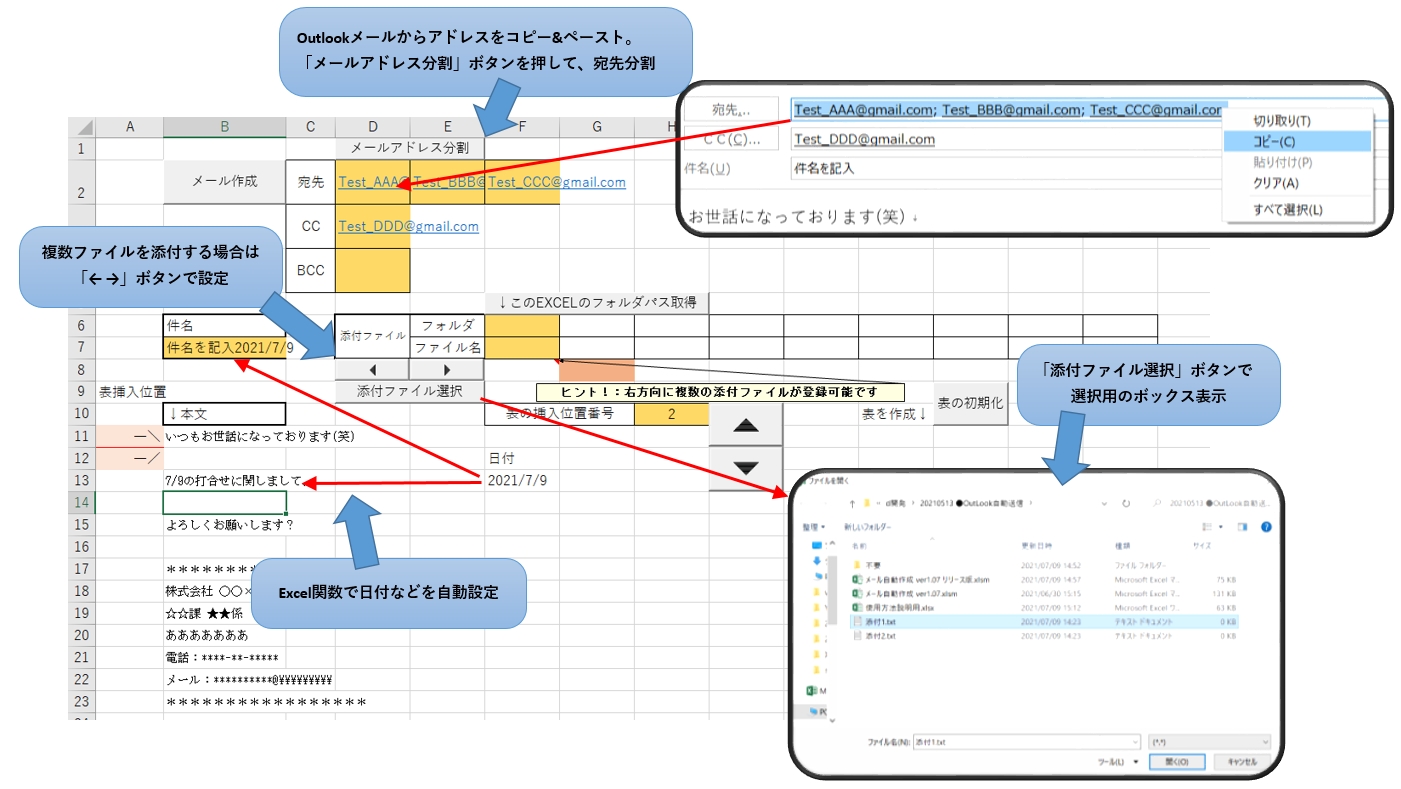 Outlookメールからアドレスをコピー&ペースト。
「メールアドレス分割」ボタンを押して、宛先分割
宛先...
Test_AAA@gmail.com; Test_BBB@gmail.com; Test_CCC@gmail.com
ＣＣ(C)...
Test_DDD@gmail.com
件名(U)
件名を記入
お世話になっております(笑)↓
切り取り(T)
コピー(C)
貼り付け(P)
クリア(A)
すべて選択(L)
A B C D E F G H
1 メールアドレス分割
2 メール作成 宛先 Test_AAA@ Test_BBB@ Test_CCC@gmail.com
CC Test_DDD@gmail.com
BCC
複数ファイルを添付する場合は
「←→」ボタンで設定
↓このEXCELのフォルダパス取得
6 件名 添付ファイル フォルダ
7 件名を記入2021/7/9 ファイル名
8
9 表挿入位置 添付ファイル選択 ヒント！：右方向に複数の添付ファイルが登録可能です
10 ↓本文 表の挿入位置番号 2 表を作成↓ 表の初期化
「添付ファイル選択」ボタンで
選択用のボックス表示
11 ―＼ いつもお世話になっております(笑)
12 ―／ 日付
13 7/9の打合せに関しまして、 2021/7/9
14
15 よろしくお願いします？
16
17 ＊＊＊＊＊＊＊＊
18 株式会社 〇〇×
19 ☆☆課 ★★係
20 あああああああ
21 電話：****-**-*****
22 メール：**********@¥¥¥¥¥¥¥¥¥
23 ＊＊＊＊＊＊＊＊＊＊＊＊＊＊＊＊＊
Excel関数で日付などを自動設定
ファイルを開く
20210513 ●OutLook自動送信
20210513 ●OutLook自動送...
整理 新しいフォルダー
名前 更新日時 種類 サイズ
不要 2021/07/09 14:52 ファイル フォルダー
メール自動作成 ver1.07 リリース版.xlsm 2021/07/09 14:57 Microsoft Excel マ... 75 KB
メール自動作成 ver1.07.xlsm 2021/06/30 15:15 Microsoft Excel マ... 131 KB
使用方法説明用.xlsx 2021/07/09 15:12 Microsoft Excel ワ... 63 KB
添付1.txt 2021/07/09 14:23 テキスト ドキュメント 0 KB
添付2.txt 2021/07/09 14:23 テキスト ドキュメント 0 KB
ファイル名(N): 添付1.txt (*.*)
ツール(L) 開く(O) キャンセル